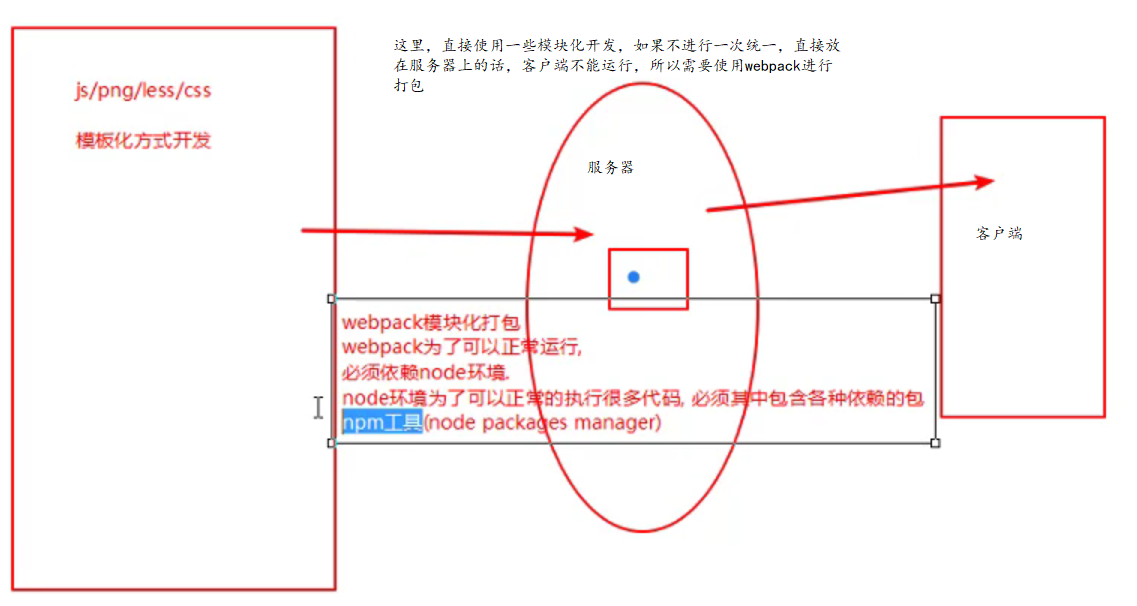 这里，直接使用一些模块化开发，如果不进行一次统一，直接放
在服务器上的话，客户端不能运行，所以需要使用webpack进行
打包
js/png/less/css
模板化方式开发
服务器
客户端
webpack模块化打包
webpack为了可以正常运行,
必须依赖node环境.
node环境为了可以正常的执行很多代码, 必须其中包含各种依赖的包
npm工具(node packages manager)